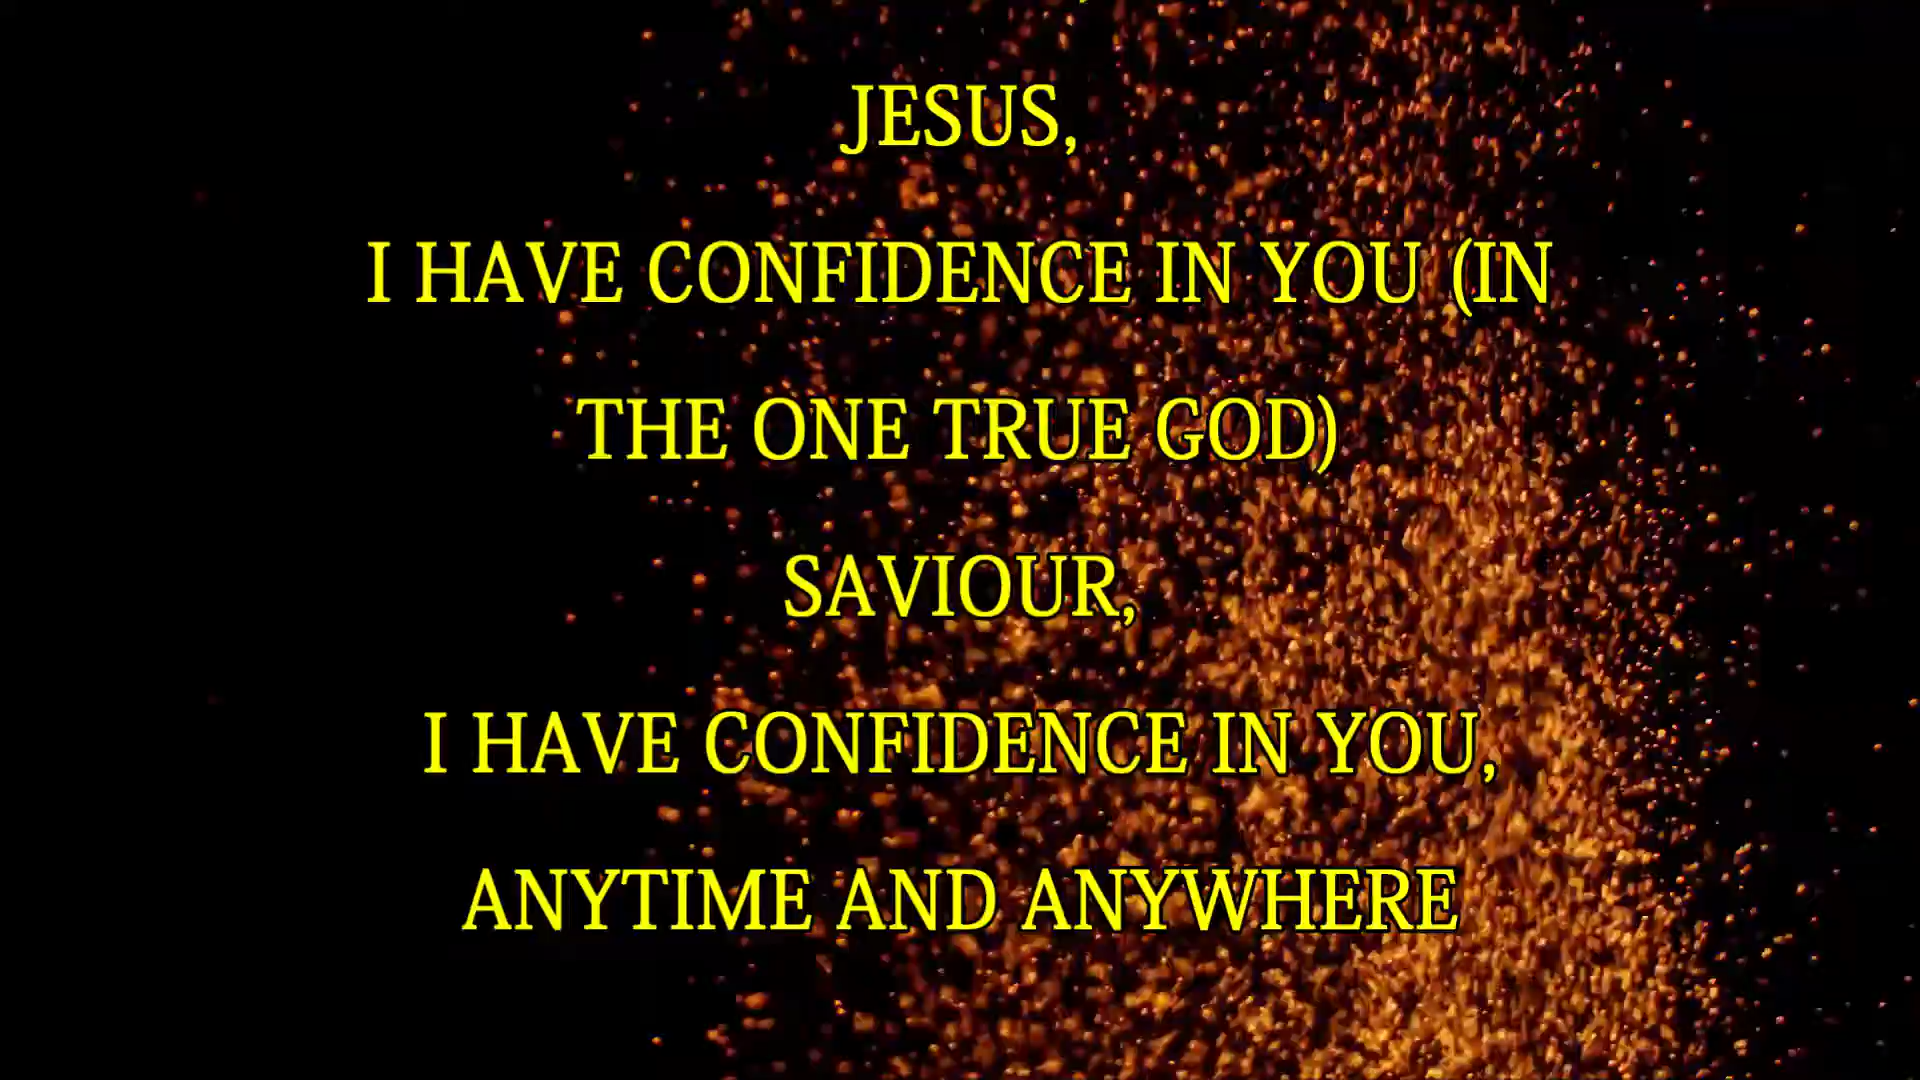 JESUS,
I HAVE CONFIDENCE IN YOU (IN
THE ONE TRUE GOD)
SAVIOUR,
I HAVE CONFIDENCE IN YOU,
ANYTIME AND ANYWHERE